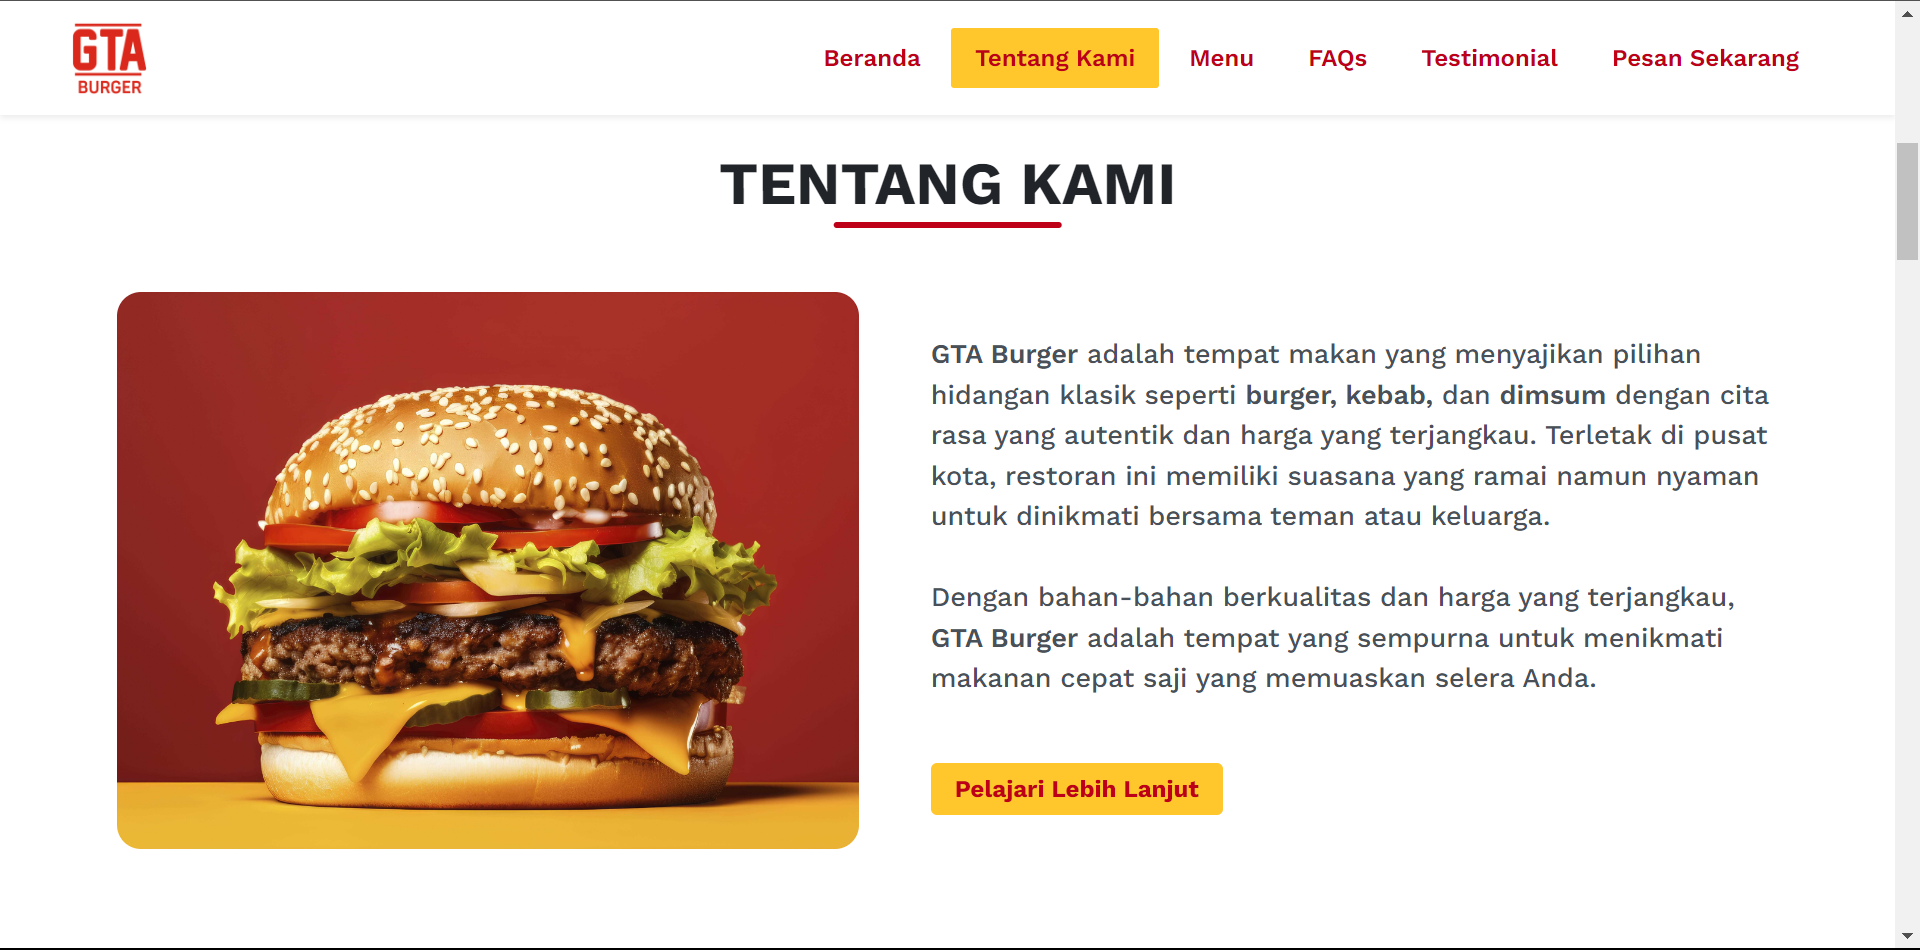 GTA
BURGER
Beranda
Tentang Kami
Menu
FAQs
Testimonial
Pesan Sekarang
TENTANG KAMI
GTA Burger adalah tempat makan yang menyajikan pilihan
hidangan klasik seperti burger, kebab, dan dimsum dengan cita
rasa yang autentik dan harga yang terjangkau. Terletak di pusat
kota, restoran ini memiliki suasana yang ramai namun nyaman
untuk dinikmati bersama teman atau keluarga.
Dengan bahan-bahan berkualitas dan harga yang terjangkau,
GTA Burger adalah tempat yang sempurna untuk menikmati
makanan cepat saji yang memuaskan selera Anda.
Pelajari Lebih Lanjut